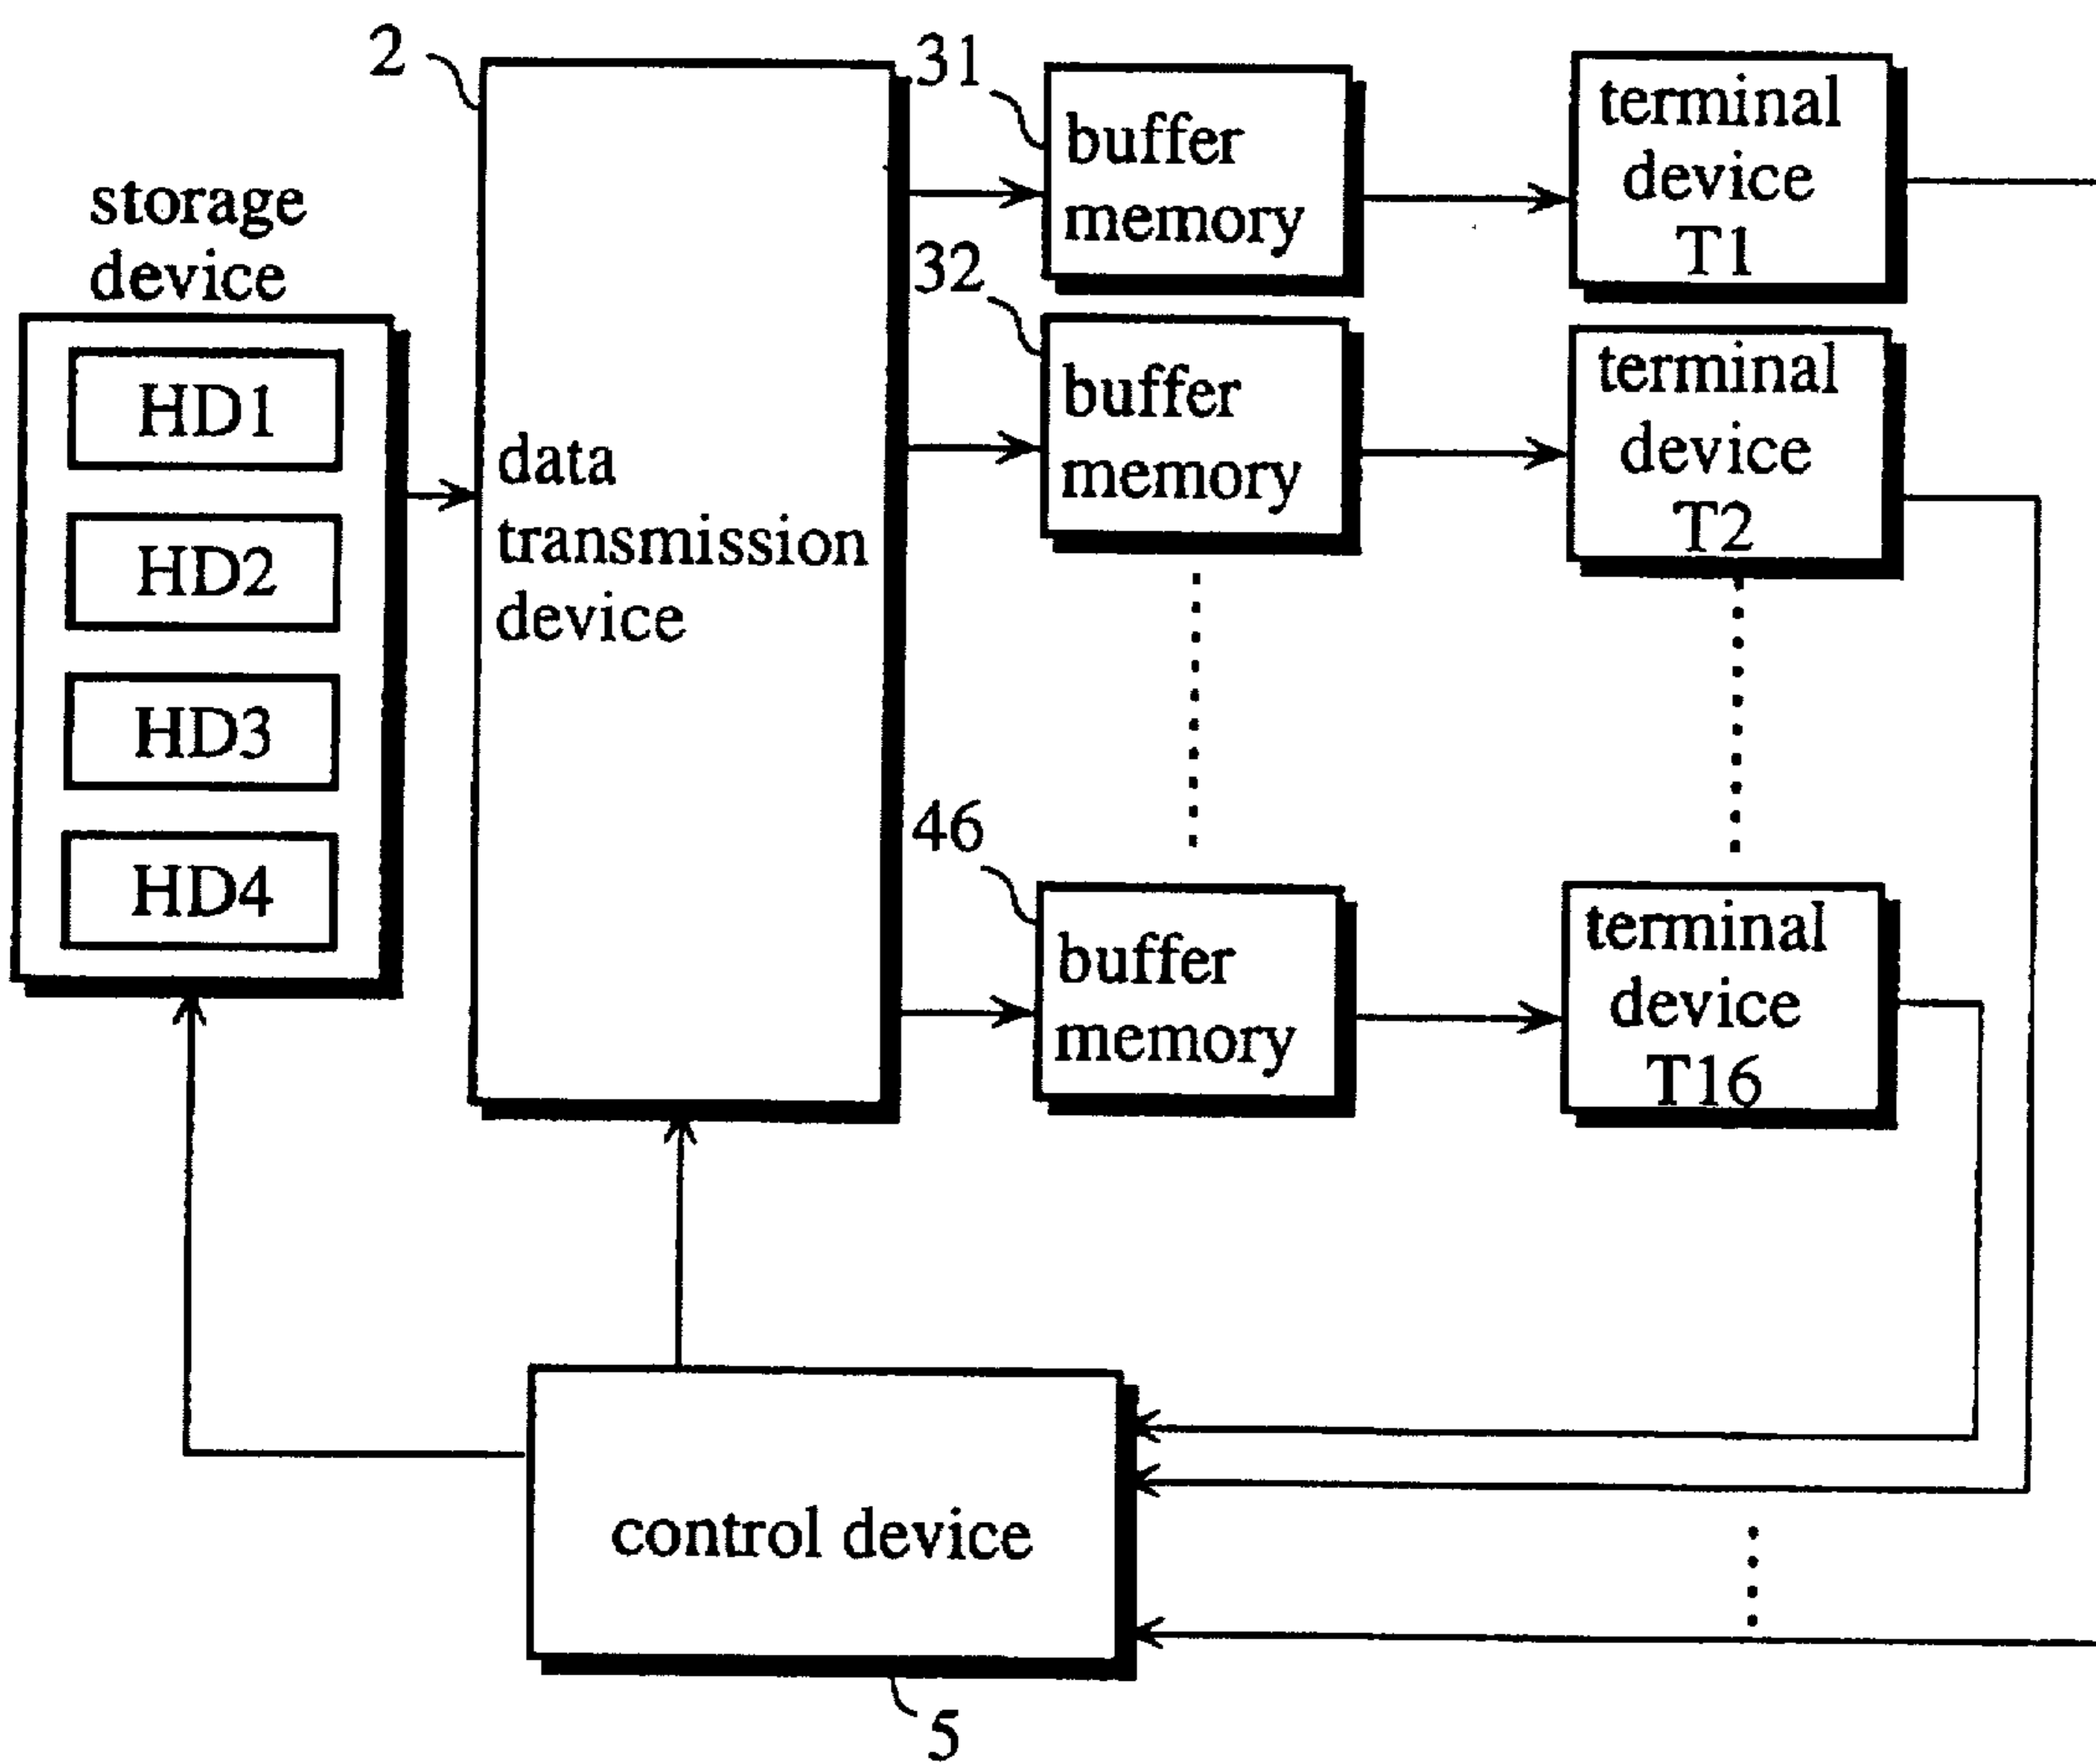 2
storage
device
HD1
HD2
HD3
HD4
data
transmission
device
31
buffer
memory
terminal
device
T1
32
buffer
memory
terminal
device
T2
46
buffer
memory
terminal
device
T16
control device
5